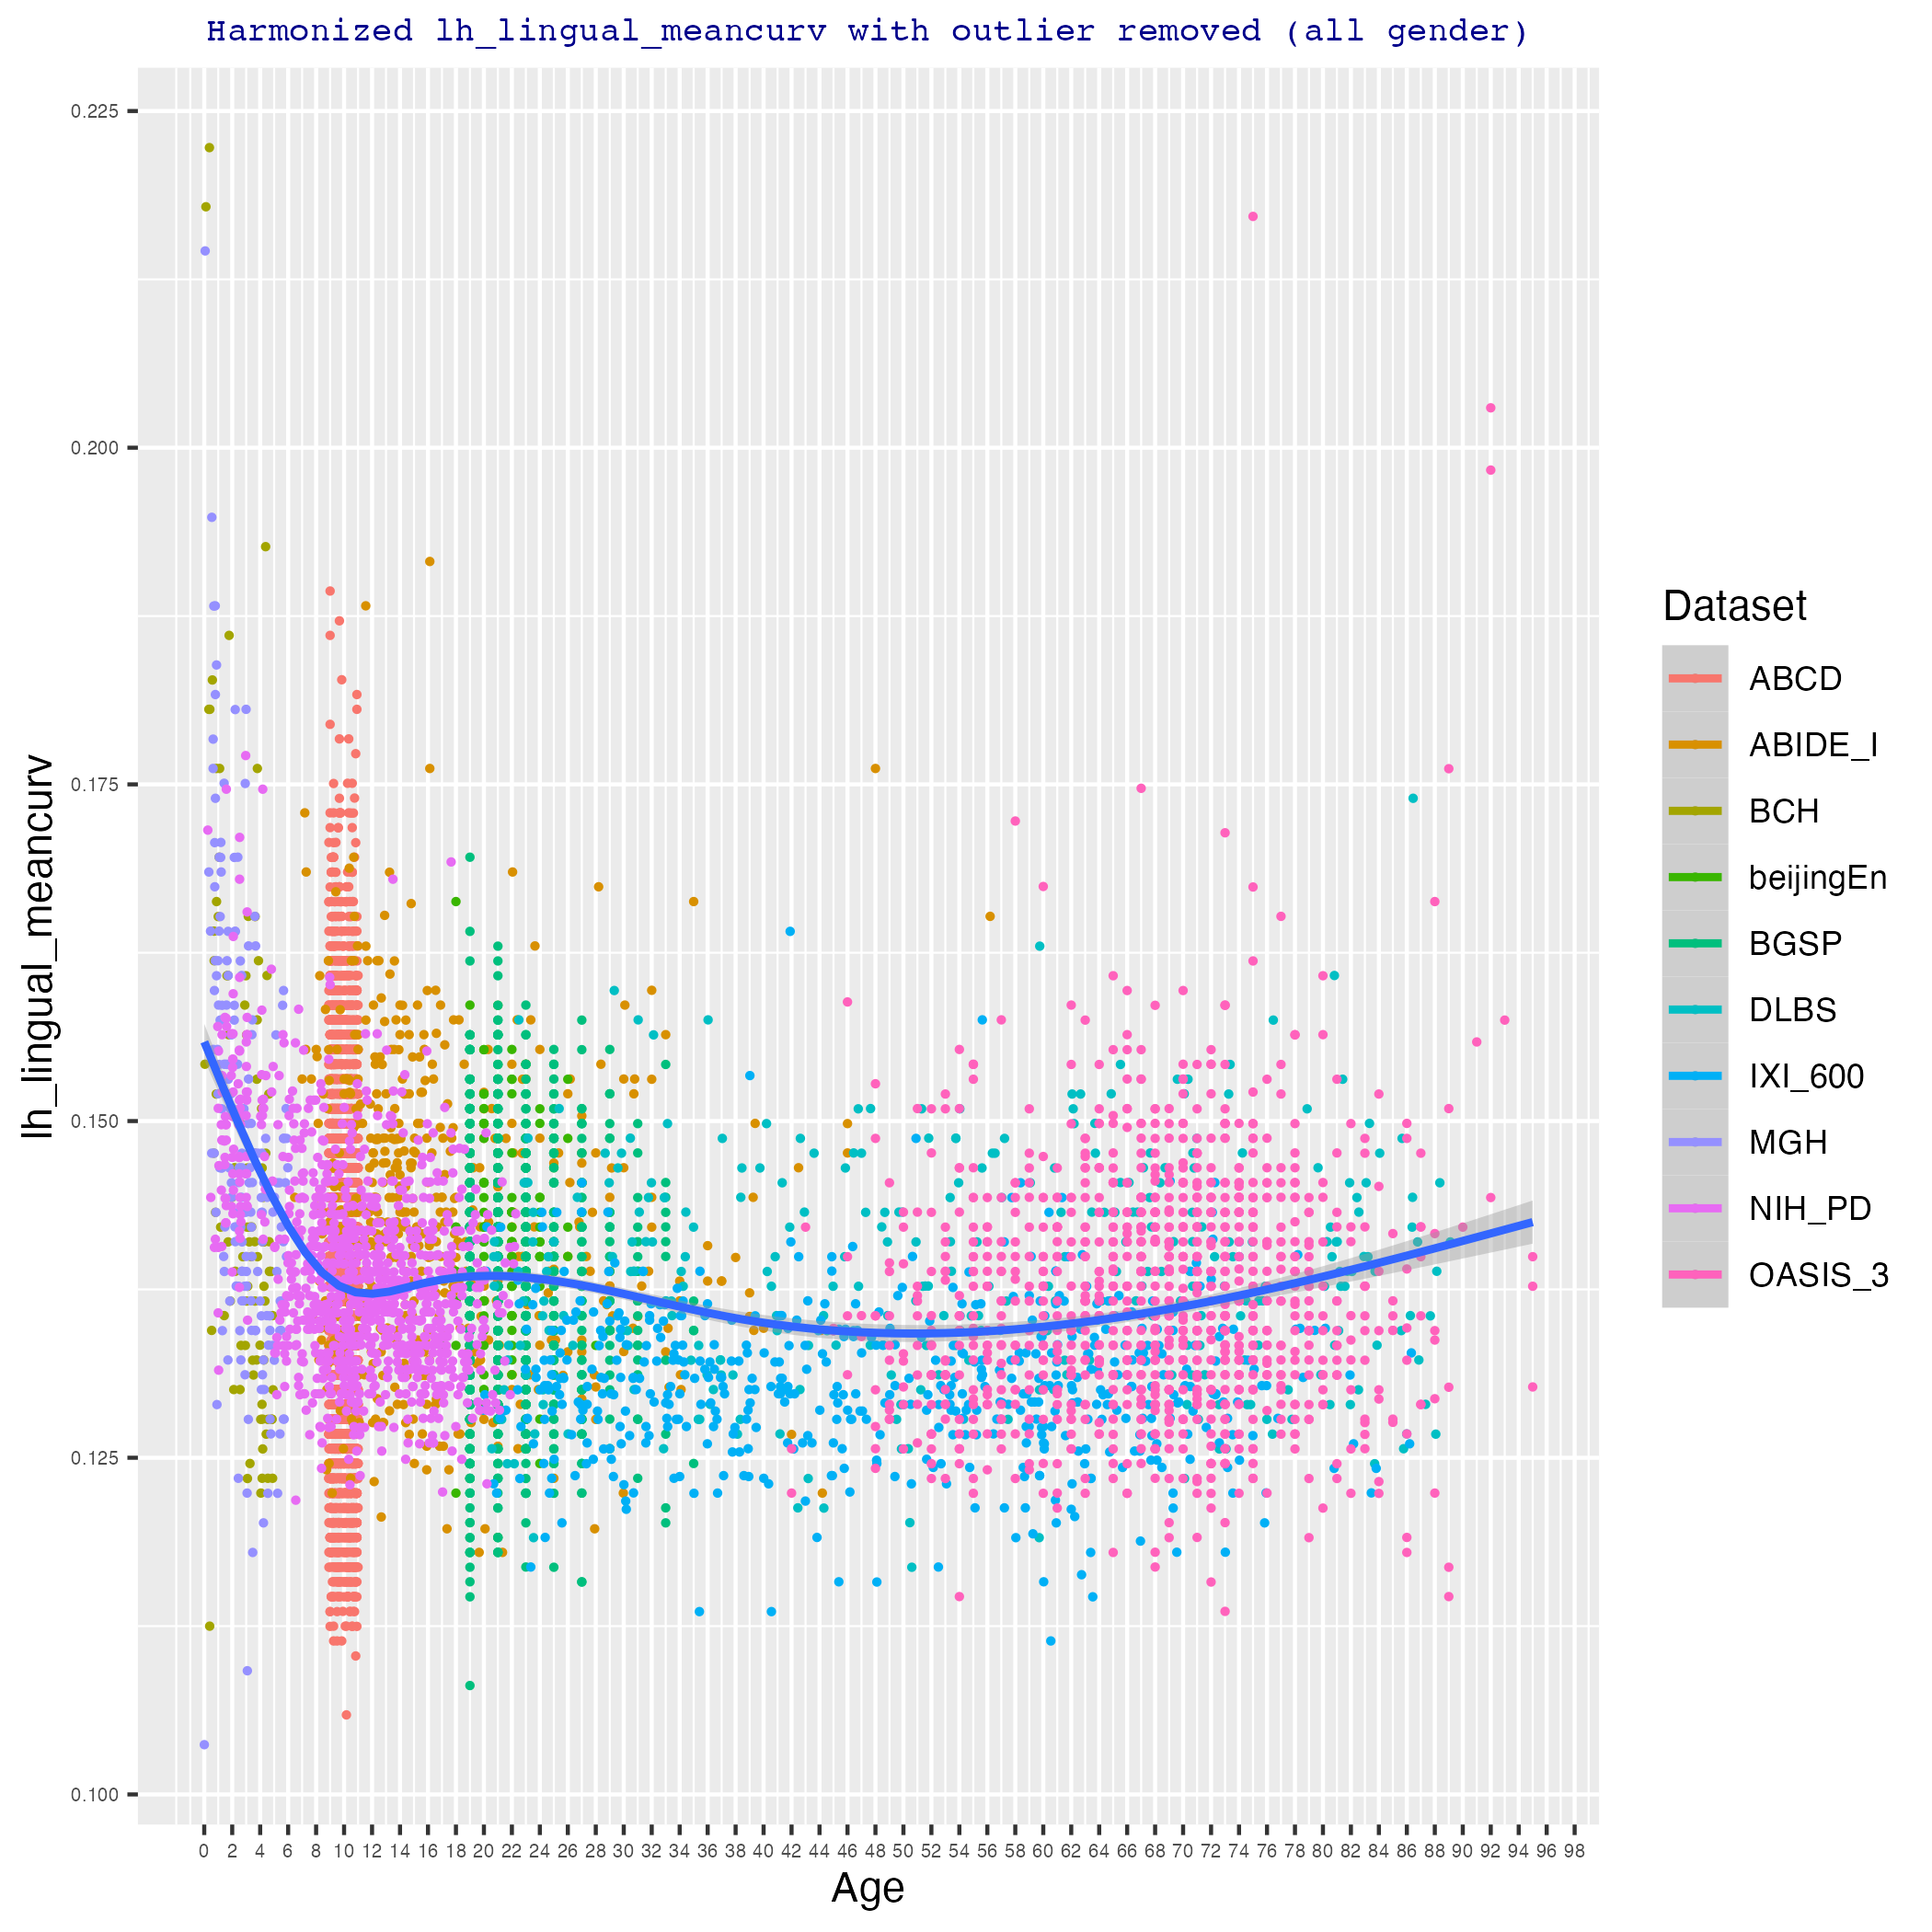 Harmonized lh_lingual_meancurv with outlier removed (all gender)
lh_lingual_meancurv
0.225
0.200
0.175
0.150
0.125
0.100
0 2 4 6 8 10 12 14 16 18 20 22 24 26 28 30 32 34 36 38 40 42 44 46 48 50 52 54 56 58 60 62 64 66 68 70 72 74 76 78 80 82 84 86 88 90 92 94 96 98
Age
Dataset
ABCD
ABIDE_I
BCH
beijingEn
BGSP
DLBS
IXI_600
MGH
NIH_PD
OASIS_3